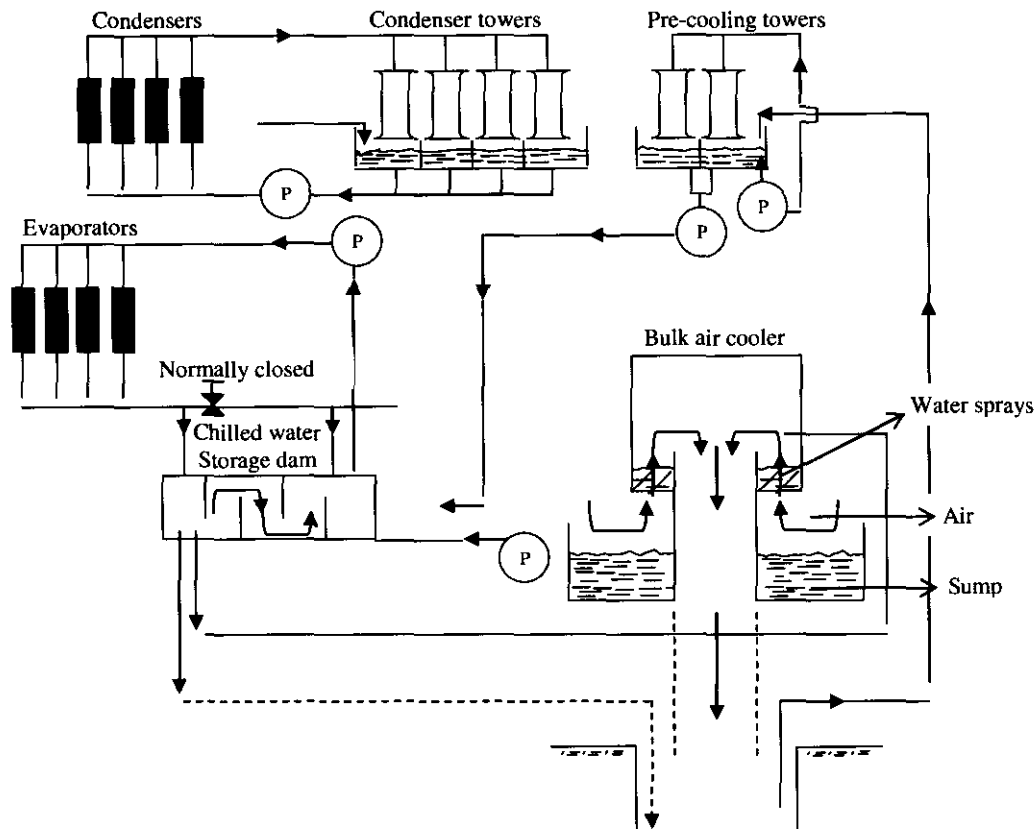 Condensers
Condenser towers
Pre-cooling towers
P
P
P
Evaporators
P
Bulk air cooler
Normally closed
Water sprays
Chilled water
Storage dam
Air
P
Sump